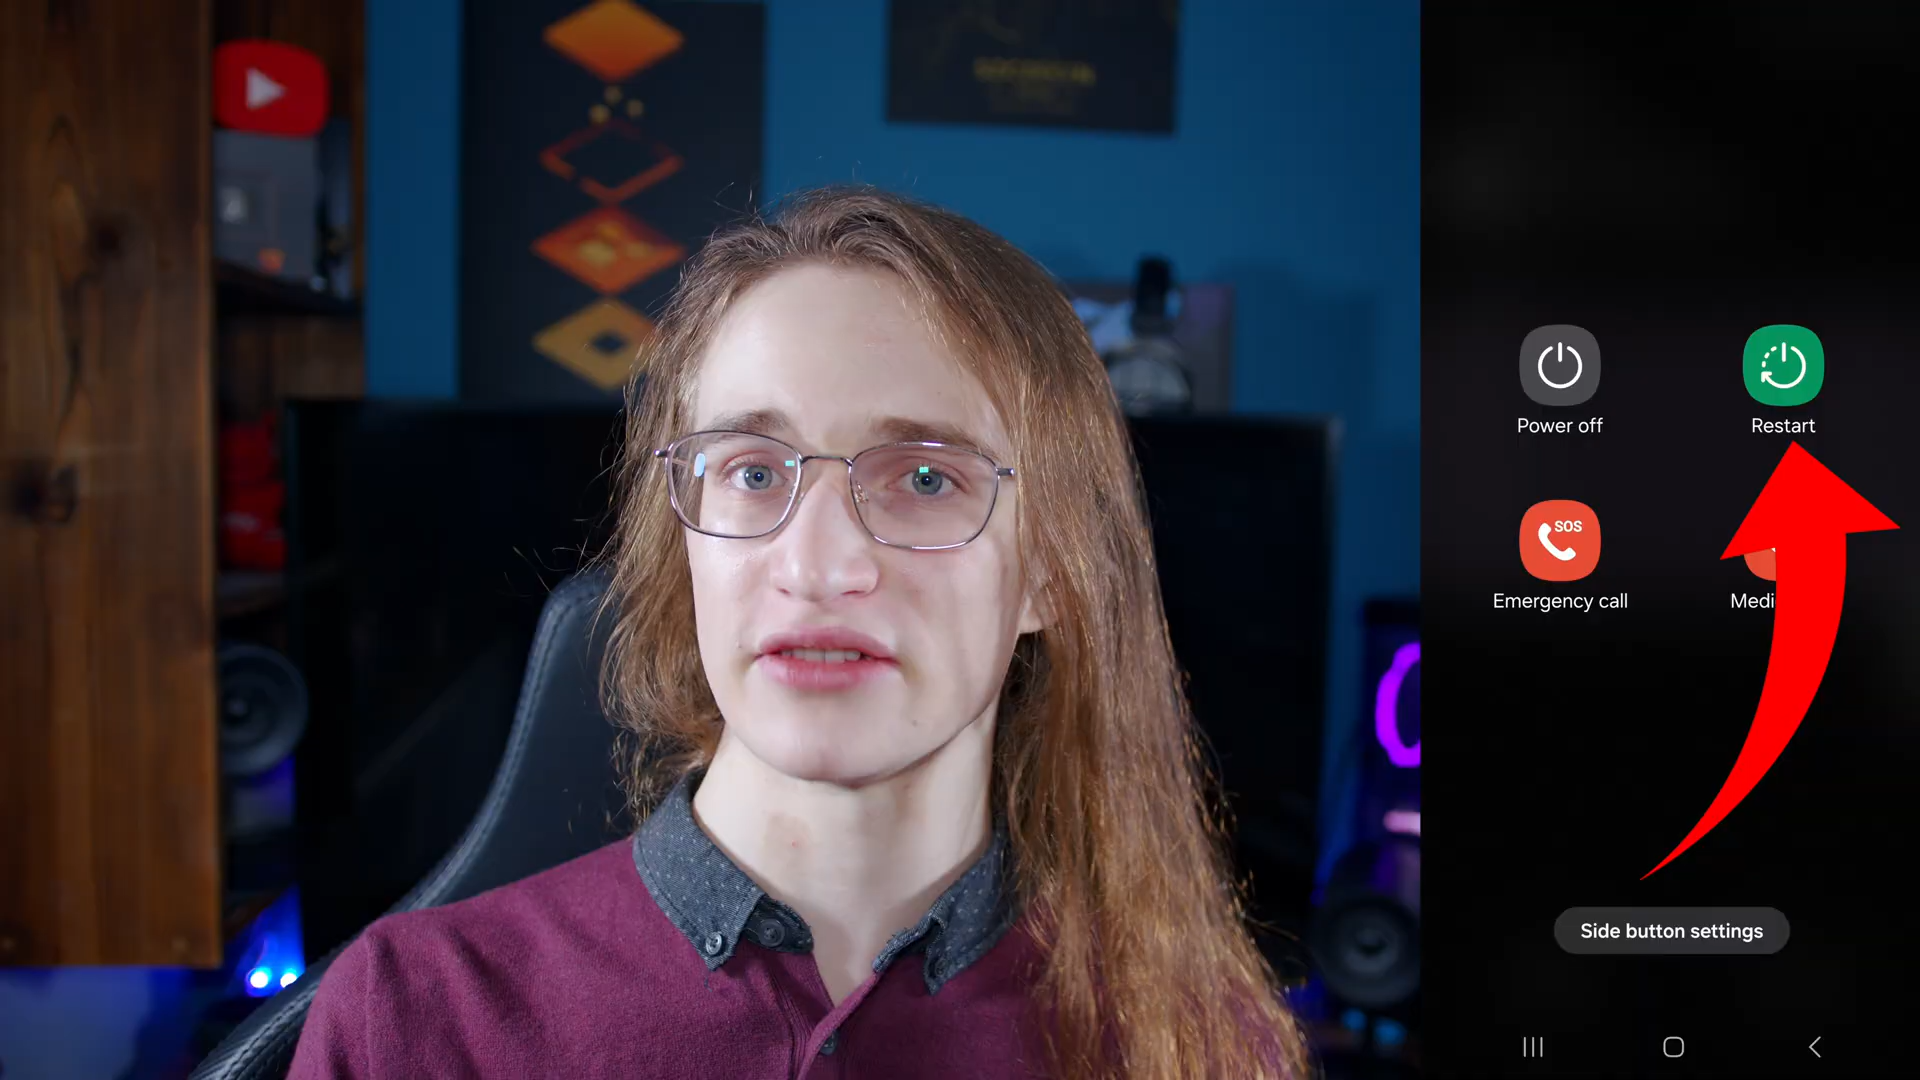 Power off
Restart
SOS
Emergency call
Medi
Side button settings